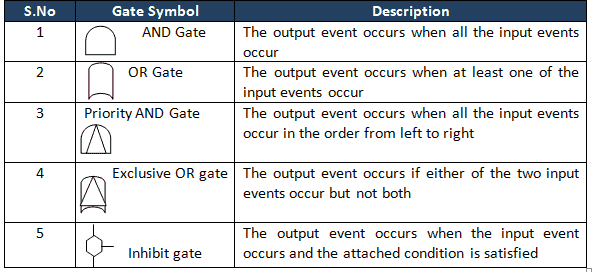 S.No Gate Symbol Description
1 AND Gate The output event occurs when all the input events
occur
2 OR Gate The output event occurs when at least one of the
input events occur
3 Priority AND Gate The output event occurs when all the input events
occur in the order from left to right
4 Exclusive OR gate The output event occurs if either of the two input
events occur but not both
5 The output event occurs when the input event
Inhibit gate occurs and the attached condition is satisfied